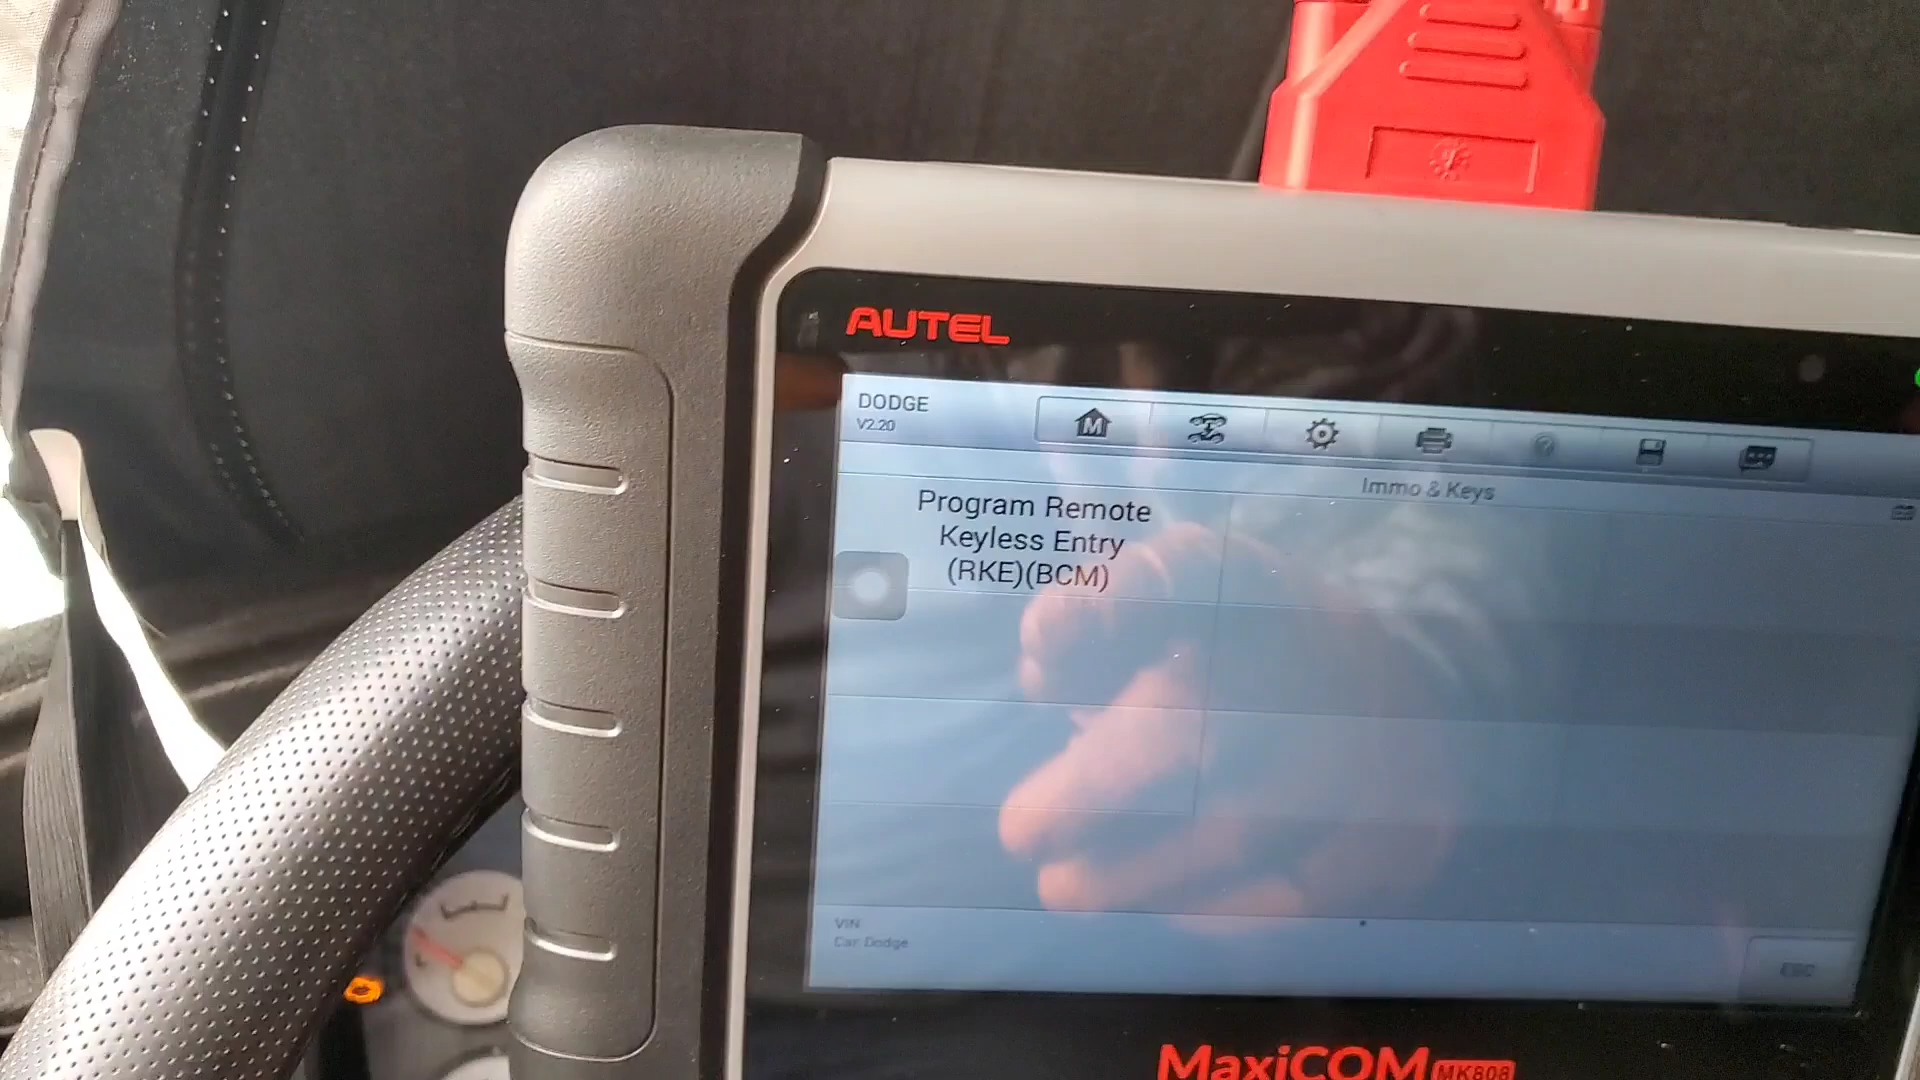 AUTEL
DODGE
V2.20
Immo & Keys
Program Remote
Keyless Entry
(RKE)(BCM)
VIN:
Car: Dodge
ESC
MaxiCOM MK808